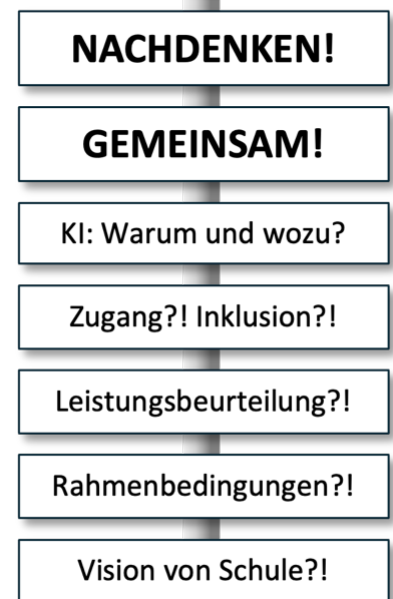 NACHDENKEN!
GEMEINSAM!
KI: Warum und wozu?
Zugang?! Inklusion?!
Leistungsbeurteilung?!
Rahmenbedingungen?!
Vision von Schule?!